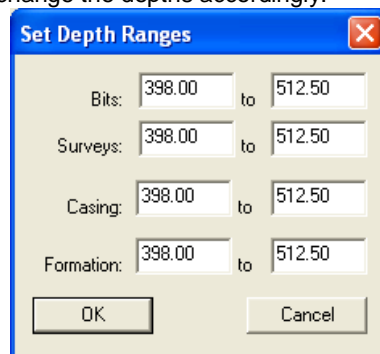 change the depths accordingly.
Set Depth Ranges
Bits: 398.00 to 512.50
Surveys: 398.00 to 512.50
Casing: 398.00 to 512.50
Formation: 398.00 to 512.50
OK Cancel